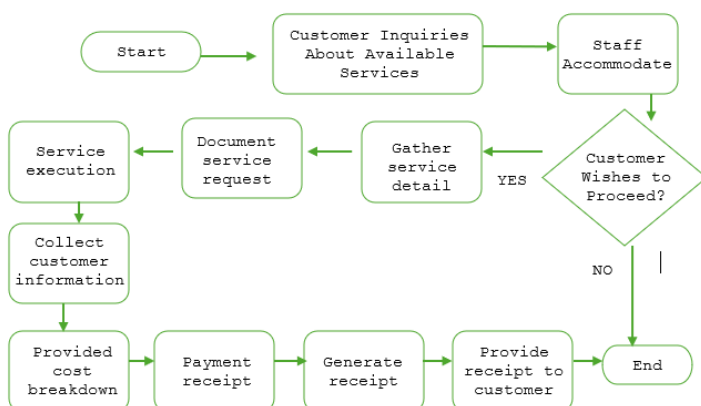 Start
Customer Inquiries
About Available
Services
Staff
Accommodate
Customer
Wishes to
Proceed?
YES
Gather
service
detail
Document
service
request
Service
execution
Collect
customer
information
NO
Provided
cost
breakdown
Payment
receipt
Generate
receipt
Provide
receipt to
customer
End